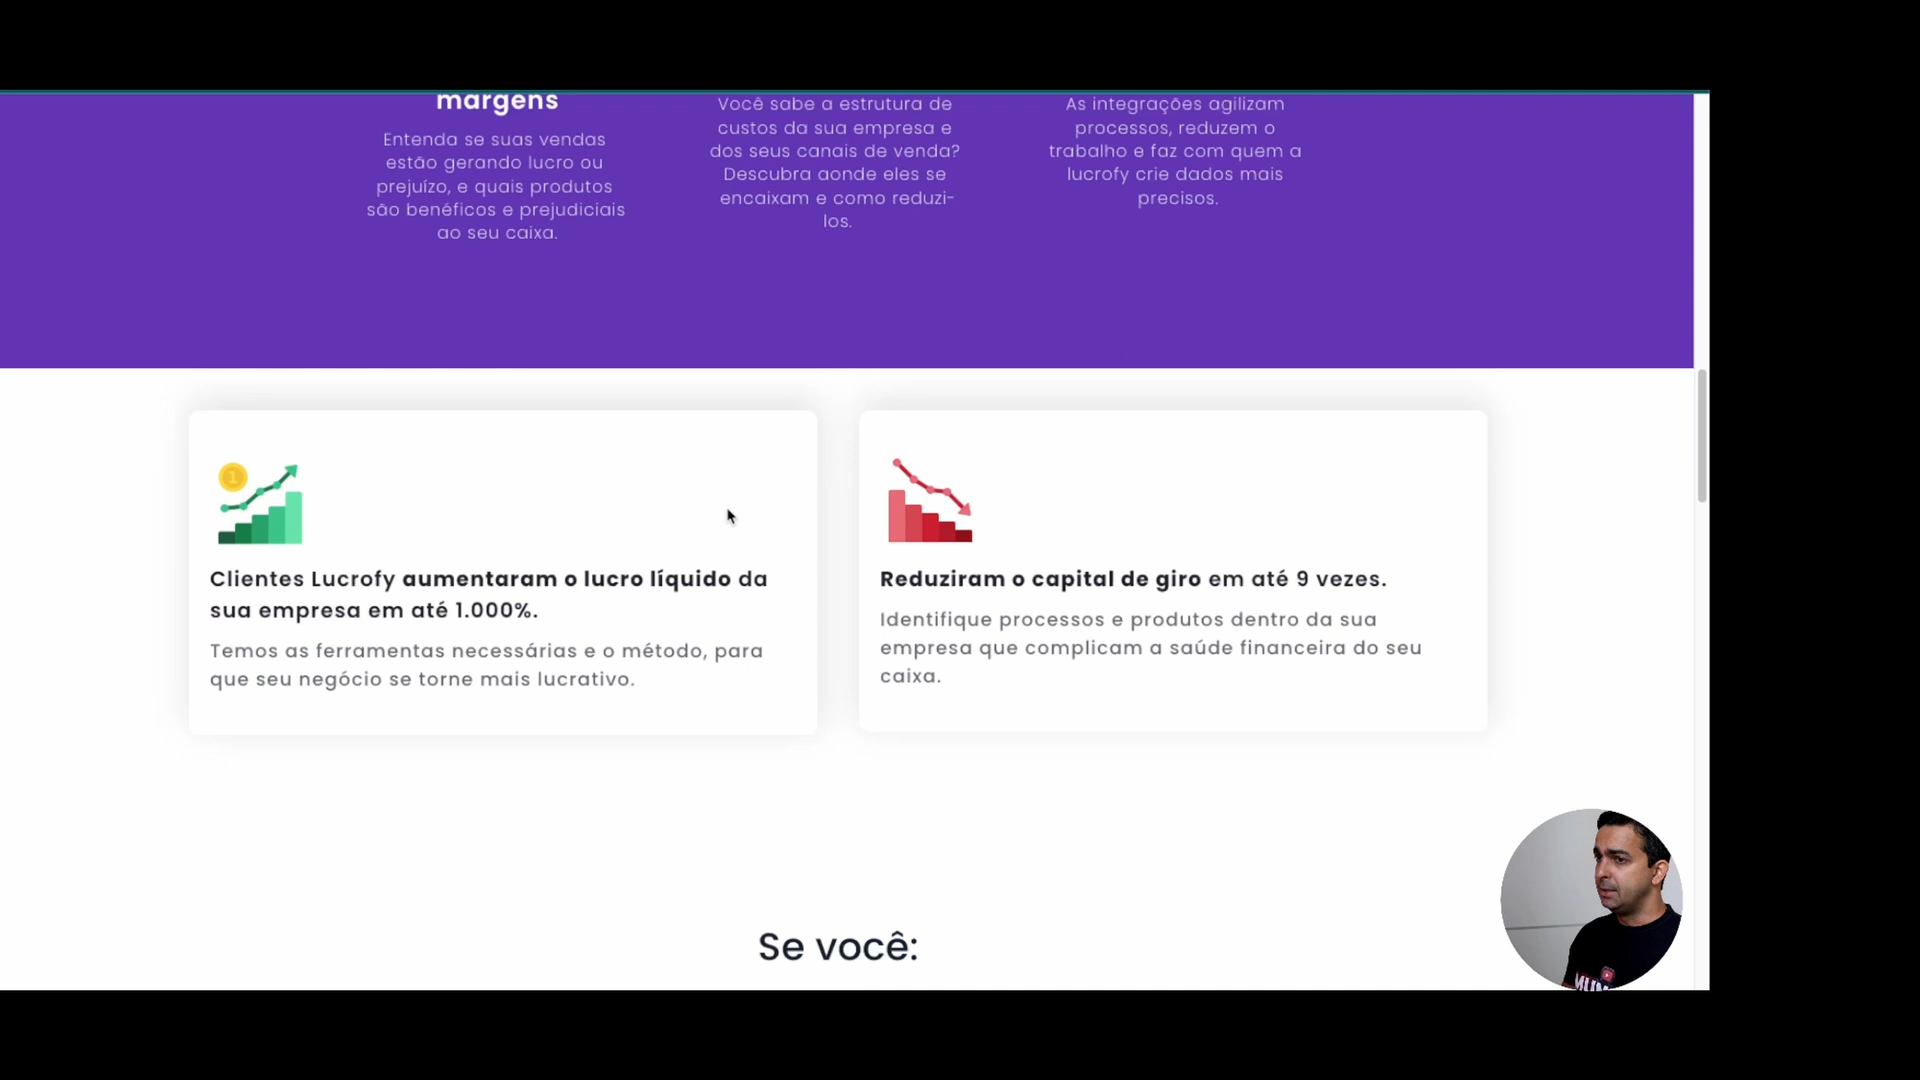 margens
Entenda se suas vendas
estão gerando lucro ou
prejuízo, e quais produtos
são benéficos e prejudiciais
ao seu caixa.
Você sabe a estrutura de
custos da sua empresa e
dos seus canais de venda?
Descubra aonde eles se
encaixam e como reduzi-
los.
As integrações agilizam
processos, reduzem o
trabalho e faz com quem a
lucrofy crie dados mais
precisos.
1
Clientes Lucrofy aumentaram o lucro líquido da
sua empresa em até 1.000%.
Temos as ferramentas necessárias e o método, para
que seu negócio se torne mais lucrativo.
Reduziram o capital de giro em até 9 vezes.
Identifique processos e produtos dentro da sua
empresa que complicam a saúde financeira do seu
caixa.
Se você: